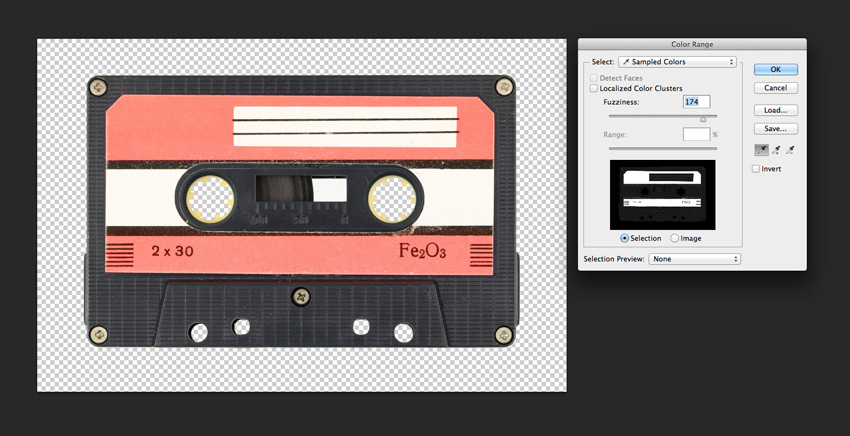 Color Range
Select: Sampled Colors
OK
Detect Faces
Cancel
Localized Color Clusters
Fuzziness: 174
Load...
Save...
Range: %
Invert
Selection Image
Selection Preview: None
2 x 30
Fe₂O₃